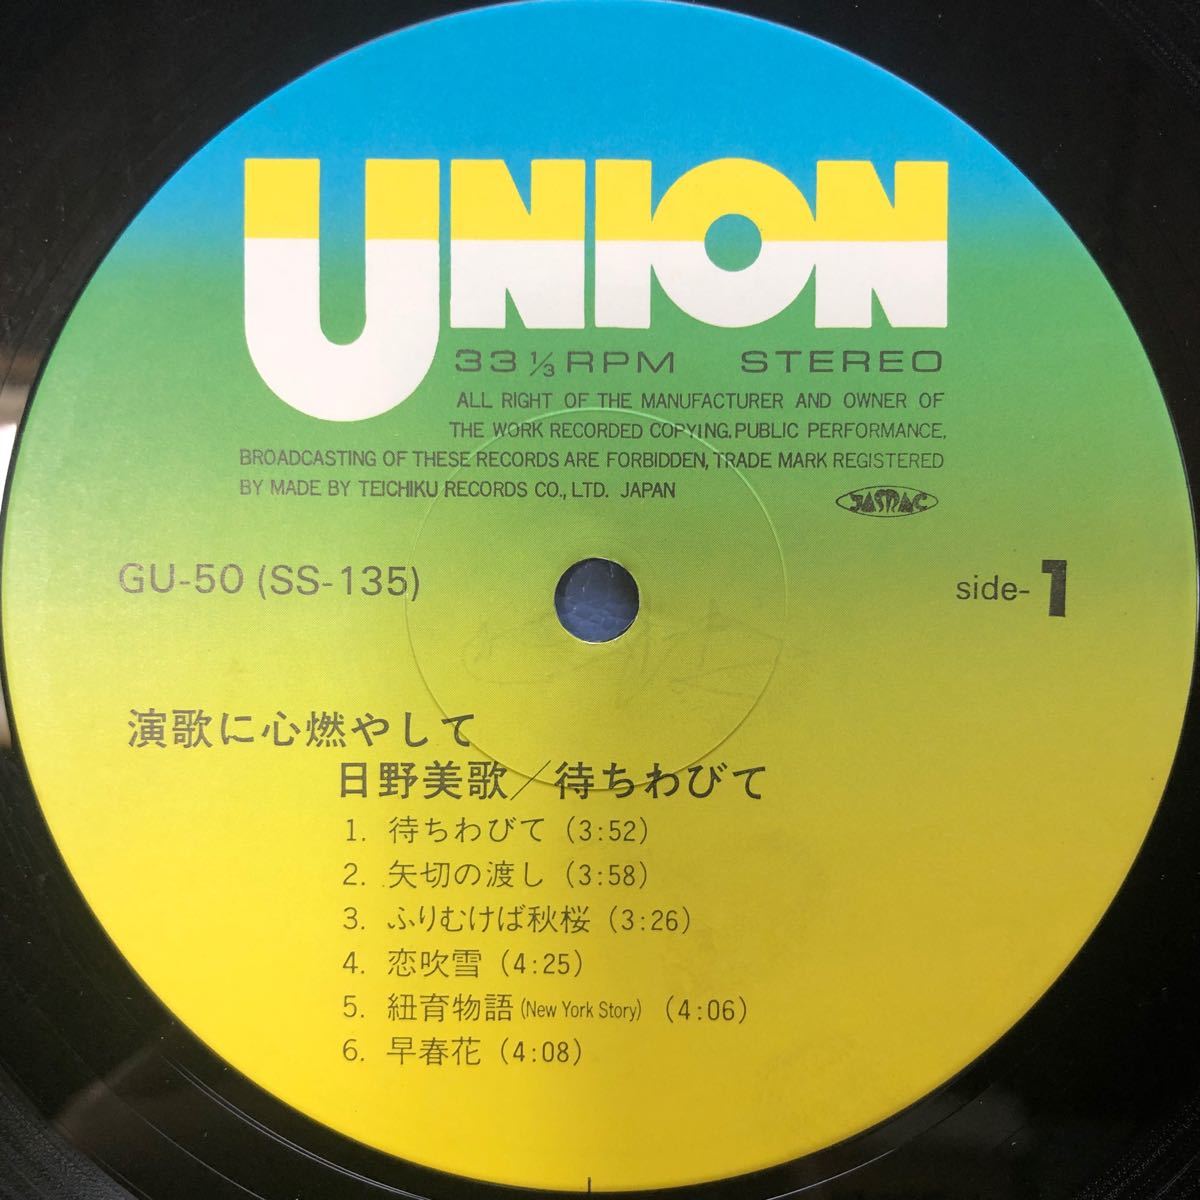 UNION
33 1/3 RPM STEREO
ALL RIGHT OF THE MANUFACTURER AND OWNER OF
THE WORK RECORDED COPYING, PUBLIC PERFORMANCE,
BROADCASTING OF THESE RECORDS ARE FORBIDDEN, TRADE MARK REGISTERED
BY MADE BY TEICHIKU RECORDS CO., LTD. JAPAN
JASRAC
GU-50 (SS-135)
side-1
演歌に心燃やして
日野美歌/待ちわびて
1. 待ちわびて (3:52)
2. 矢切の渡し (3:58)
3. ふりむけば秋桜 (3:26)
4. 恋吹雪 (4:25)
5. 紐育物語 (New York Story) (4:06)
6. 早春花 (4:08)